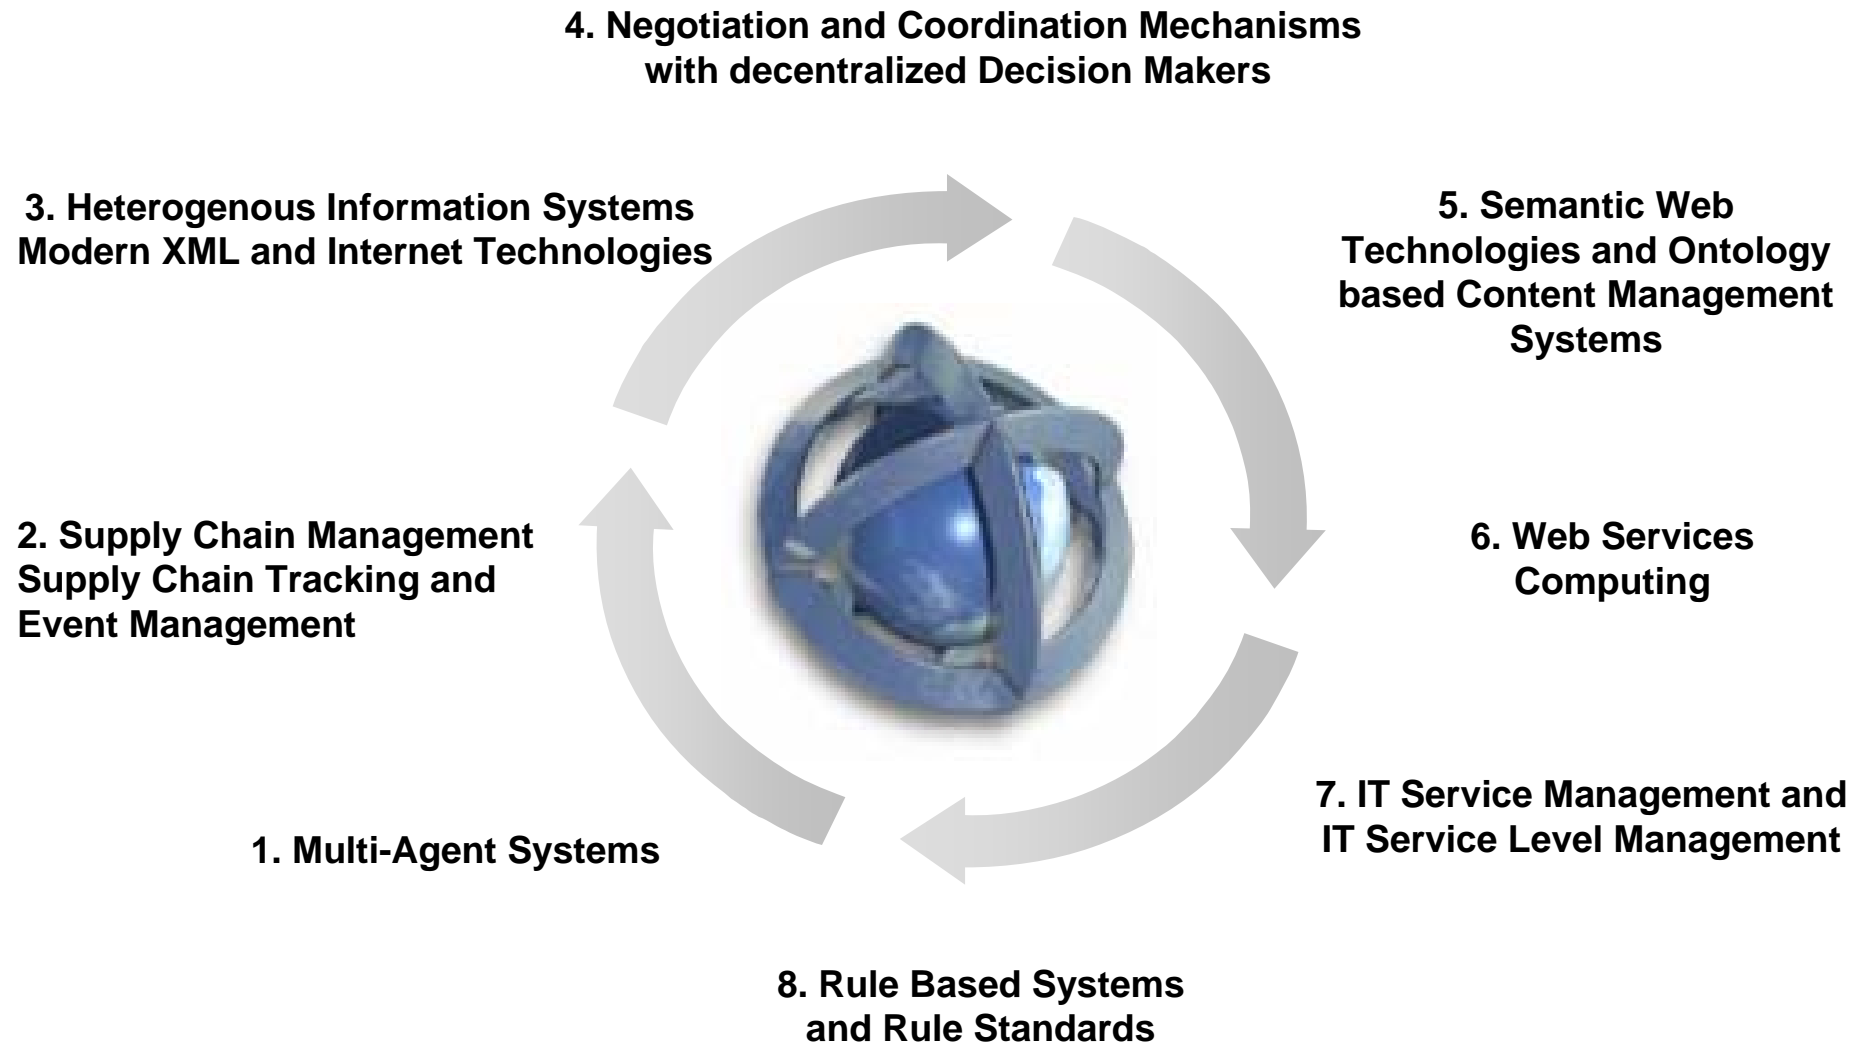 4. Negotiation and Coordination Mechanisms
with decentralized Decision Makers
3. Heterogenous Information Systems
Modern XML and Internet Technologies
5. Semantic Web
Technologies and Ontology
based Content Management
Systems
2. Supply Chain Management
Supply Chain Tracking and
Event Management
6. Web Services
Computing
7. IT Service Management and
IT Service Level Management
1. Multi-Agent Systems
8. Rule Based Systems
and Rule Standards